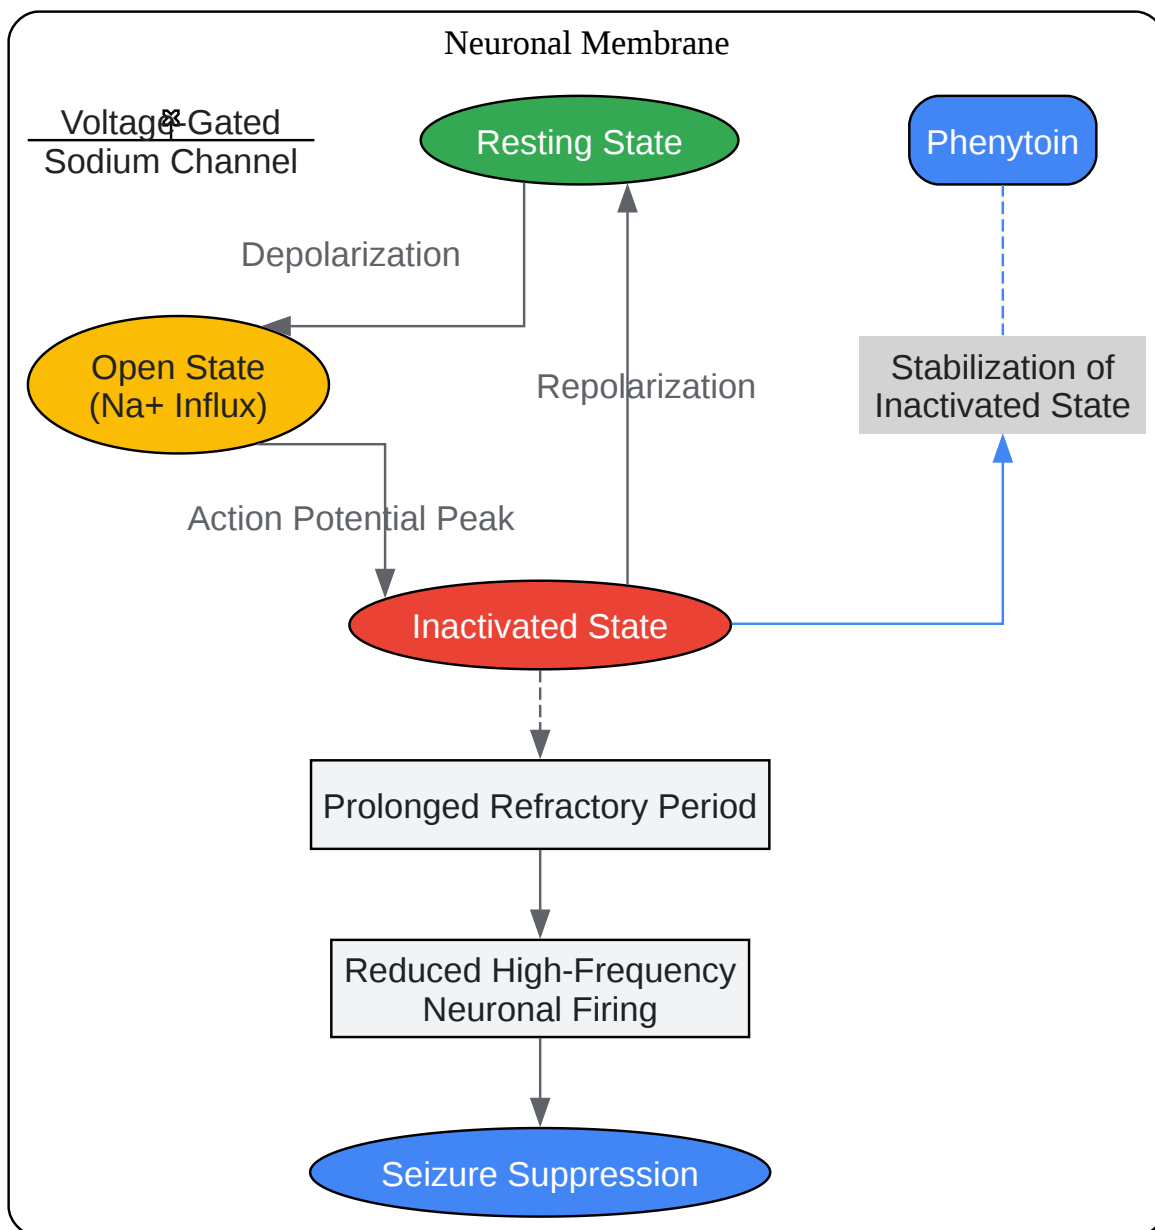 Neuronal Membrane
Voltage-Gated
Sodium Channel
Resting State
Phenytoin
Depolarization
Open State
(Na+ Influx)
Repolarization
Stabilization of
Inactivated State
Action Potential Peak
Inactivated State
Prolonged Refractory Period
Reduced High-Frequency
Neuronal Firing
Seizure Suppression